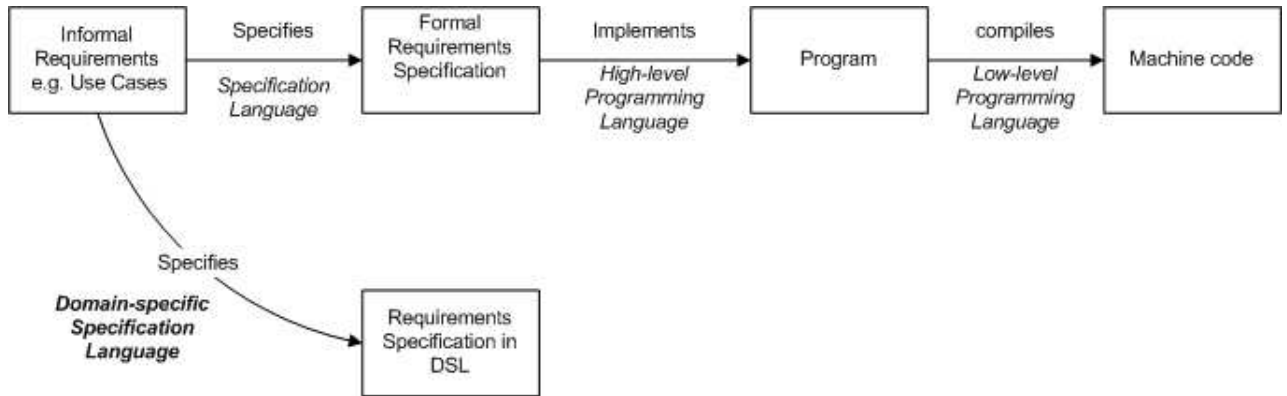 Informal
Requirements
e.g. Use Cases
Specifies
Specification
Language
Formal
Requirements
Specification
Implements
High-level
Programming
Language
Program
compiles
Low-level
Programming
Language
Machine code
Specifies
Domain-specific
Specification
Language
Requirements
Specification in
DSL